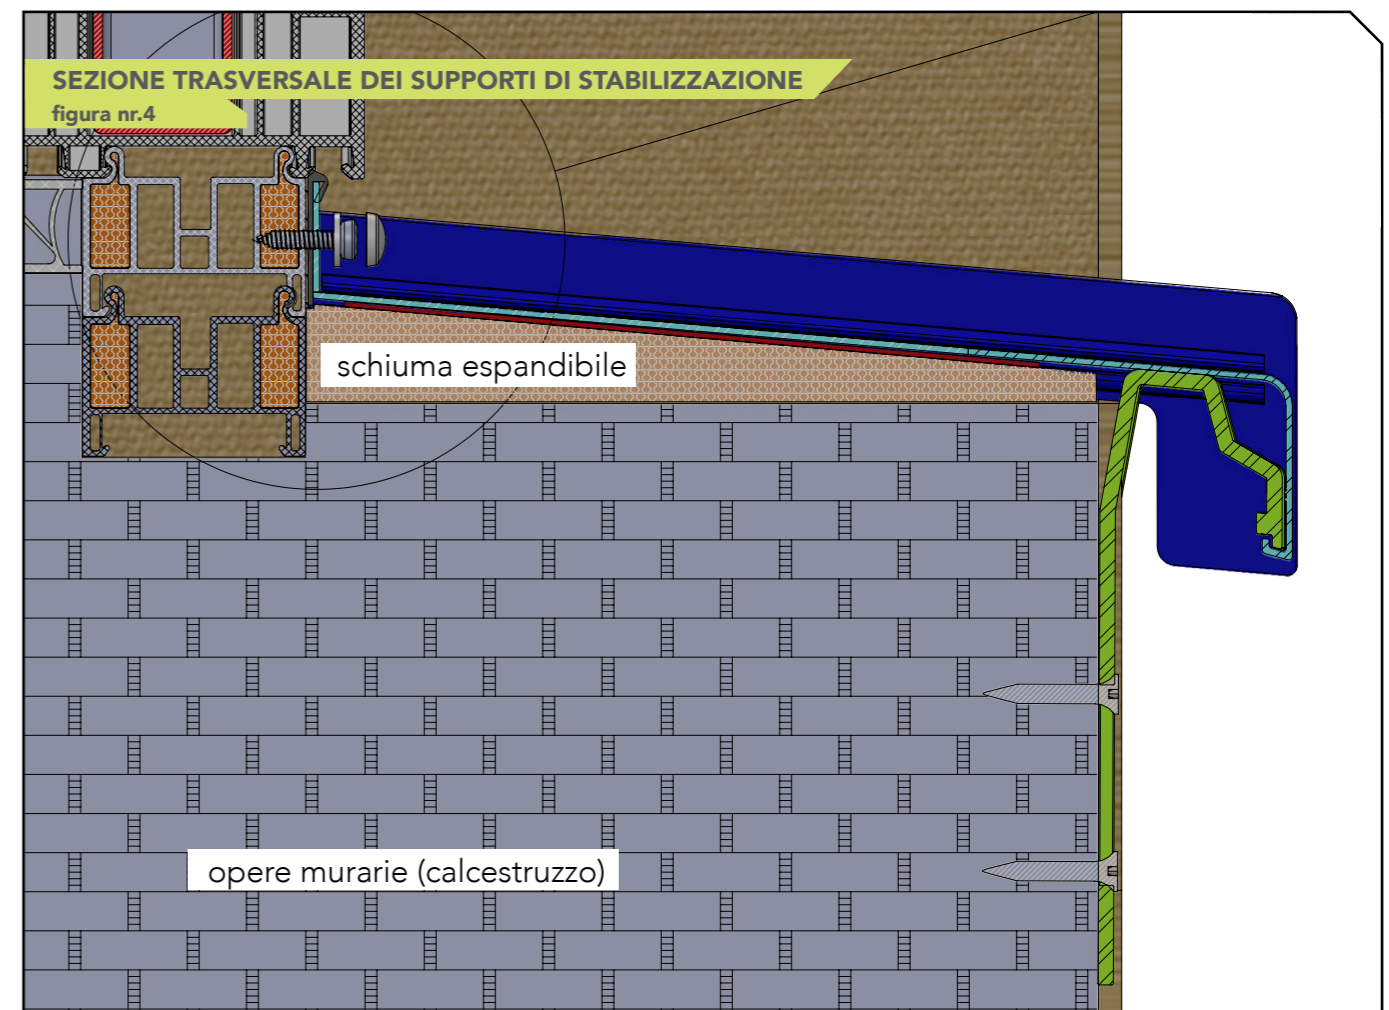 SEZIONE TRASVERSALE DEI SUPPORTI DI STABILIZZAZIONE
figura nr.4
schiuma espandibile
opere murarie (calcestruzzo)